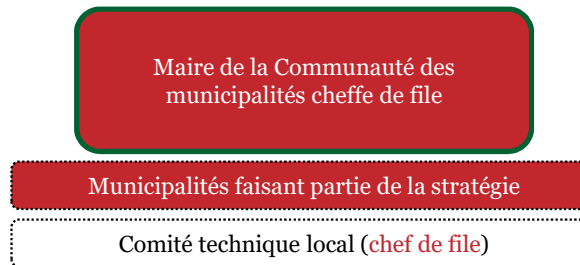 Maire de la Communauté des
municipalités cheffe de file
Municipalités faisant partie de la stratégie
Comité technique local (chef de file)